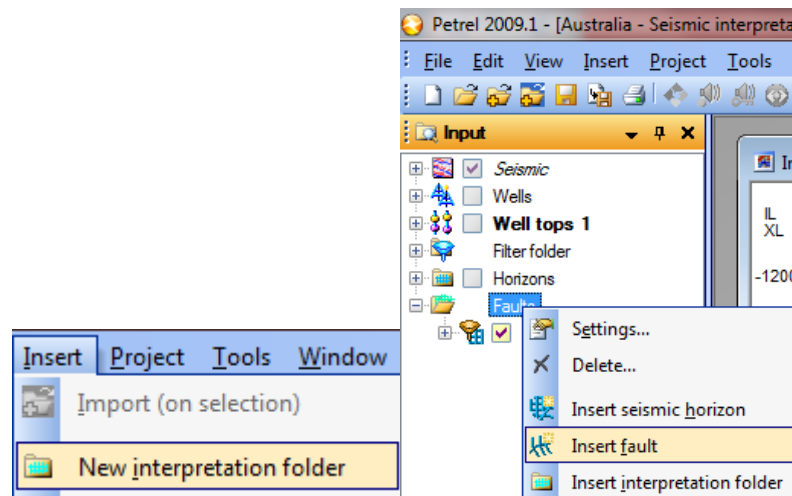 Insert Project Tools Window
Import (on selection)
New interpretation folder
Petrel 2009.1 - [Australia - Seismic interpreta
File Edit View Insert Project Tools
Input
Seismic
Wells
Well tops 1
Filter folder
Horizons
Faults
Settings...
Delete...
Insert seismic horizon
Insert fault
Insert interpretation folder
In
IL
XL
-1200